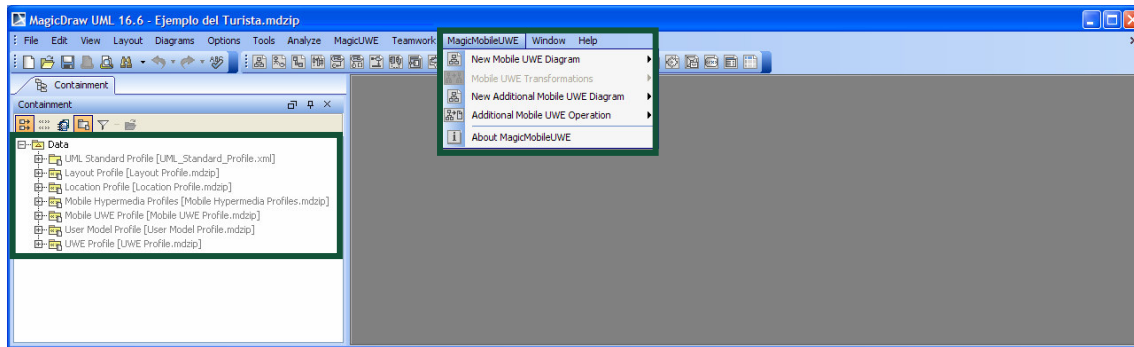 MagicDraw UML 16.6 - Ejemplo del Turista.mdzip
File Edit View Layout Diagrams Options Tools Analyze MagicUWE Teamwork MagicMobileUWE Window Help
New Mobile UWE Diagram
Mobile UWE Transformations
New Additional Mobile UWE Diagram
Additional Mobile UWE Operation
About MagicMobileUWE
Containment
Containment
Data
UML Standard Profile [UML_Standard_Profile.xml]
Layout Profile [Layout Profile.mdzip]
Location Profile [Location Profile.mdzip]
Mobile Hypermedia Profiles [Mobile Hypermedia Profiles.mdzip]
Mobile UWE Profile [Mobile UWE Profile.mdzip]
User Model Profile [User Model Profile.mdzip]
UWE Profile [UWE Profile.mdzip]